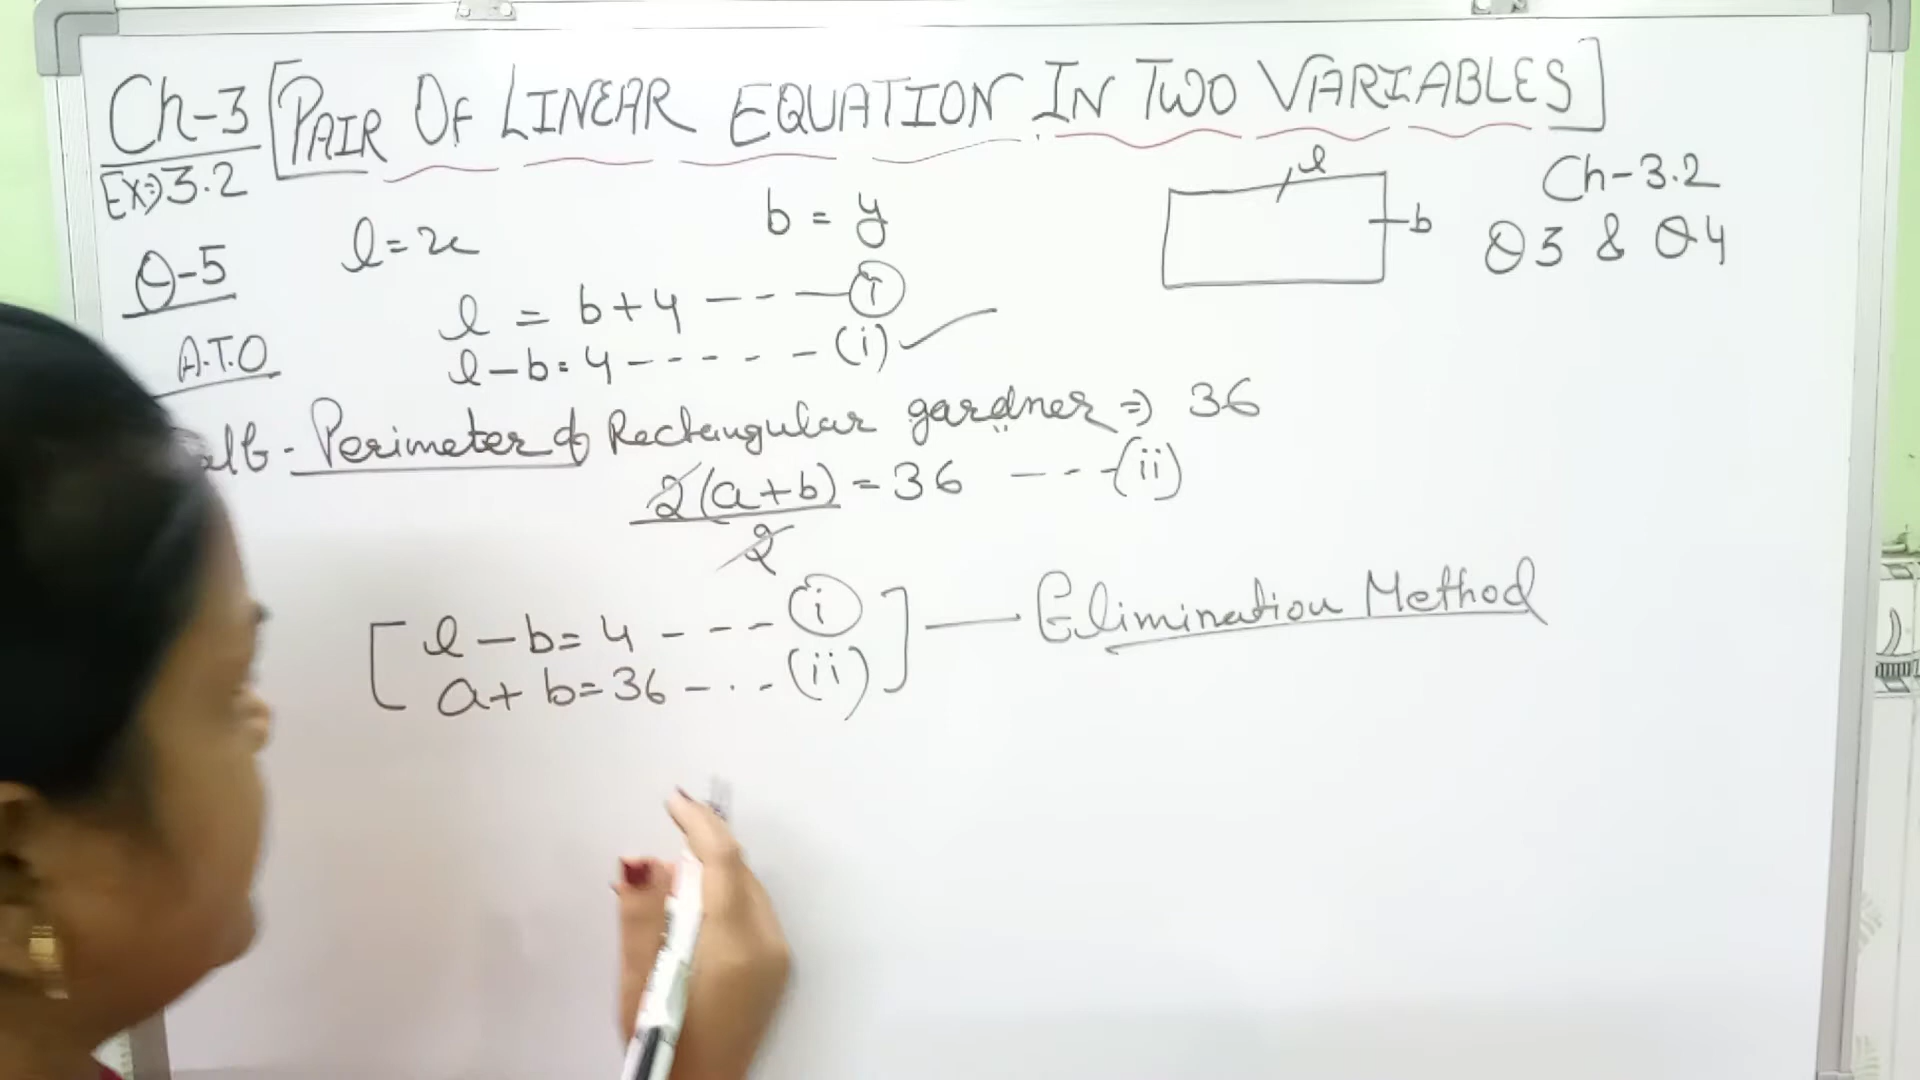 Ch-3 [PAIR OF LINEAR EQUATION IN TWO VARIABLES]
Ex⇒3.2
Q-5
l = x
b = y
l
b
Ch-3.2
Q3 & Q4
l = b+4 ----- (i)
l-b=4 ------ (i)
A.T.Q
Perimeter of Rectangular gardner ⇒ 36
2(a+b) = 36 ---- (ii)
2
[l-b=4 ---- (i)
a+b=36 -... (ii)] — Elimination Method